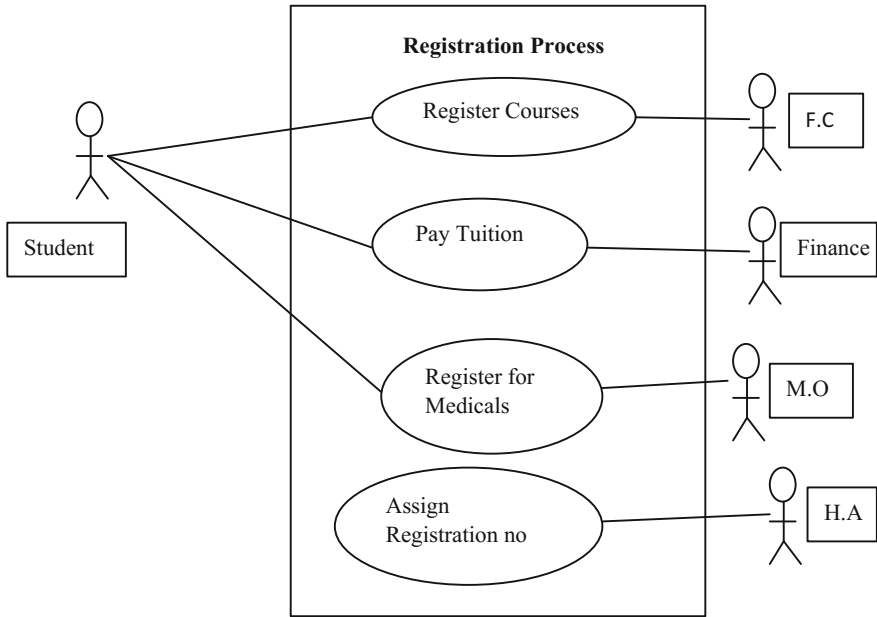 Registration Process
Register Courses
F.C
Student
Pay Tuition
Finance
Register for
Medicals
M.O
Assign
Registration no
H.A